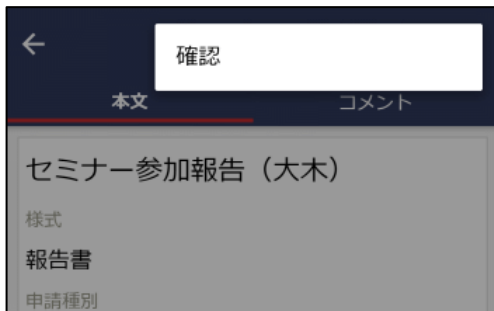 確認
本文
コメント
セミナー参加報告（大木）
様式
報告書
申請種別